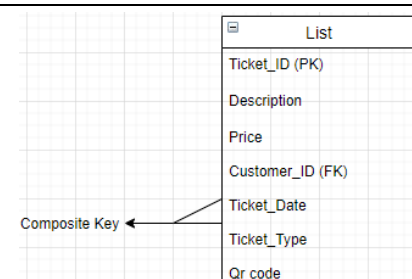 List
Ticket_ID (PK)
Description
Price
Customer_ID (FK)
Ticket_Date
Composite Key
Ticket_Type
Qr code